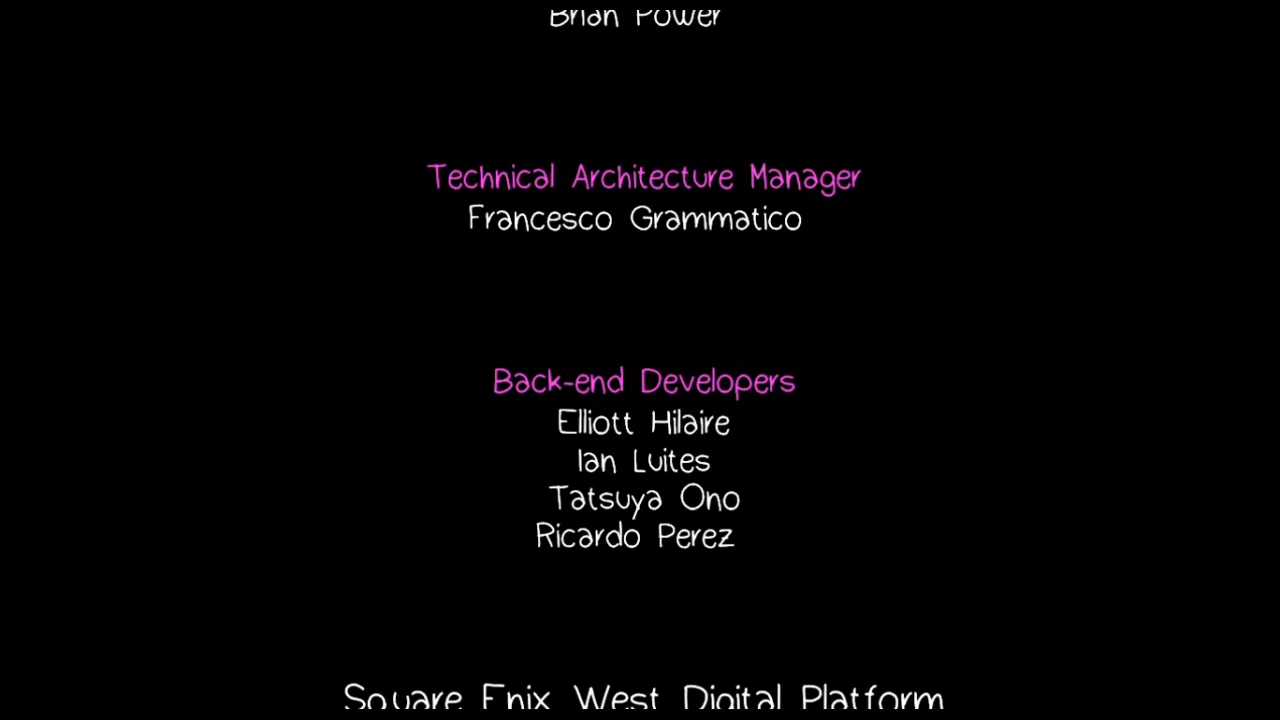 Brian Power
Technical Architecture Manager
Francesco Grammatico
Back-end Developers
Elliott Hilaire
Ian Luites
Tatsuya Ono
Ricardo Perez
Square Enix West Digital Platform